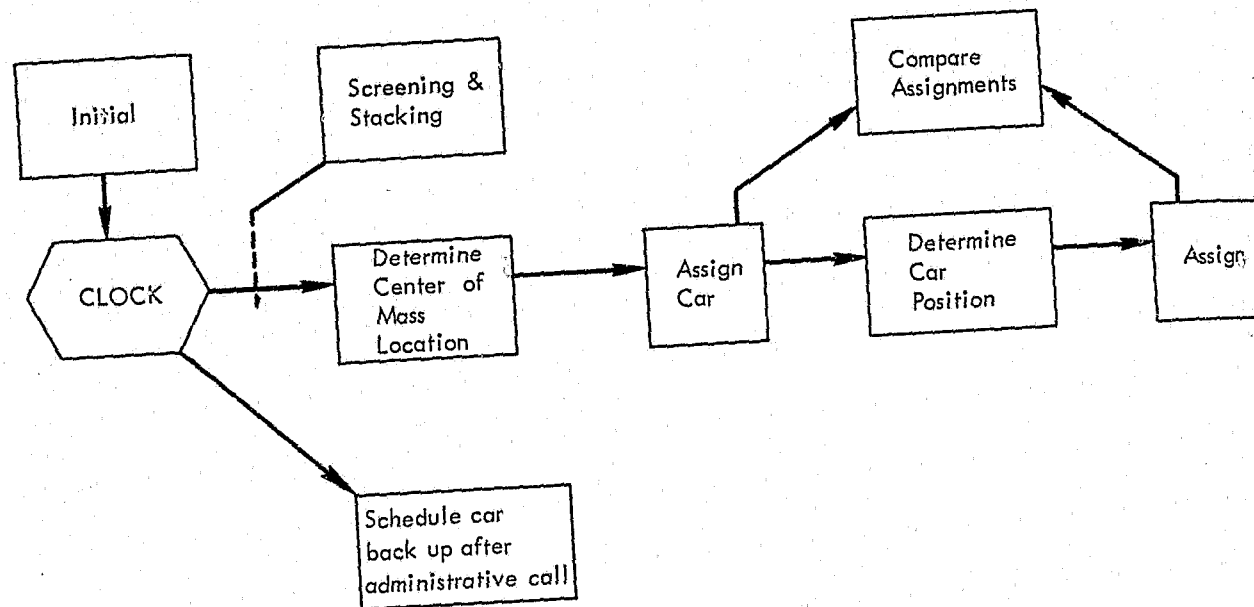 Initial
Screening &
Stacking
Compare
Assignments
CLOCK
Determine
Center of
Mass
Location
Assign
Car
Determine
Car
Position
Assign
Schedule car
back up after
administrative call